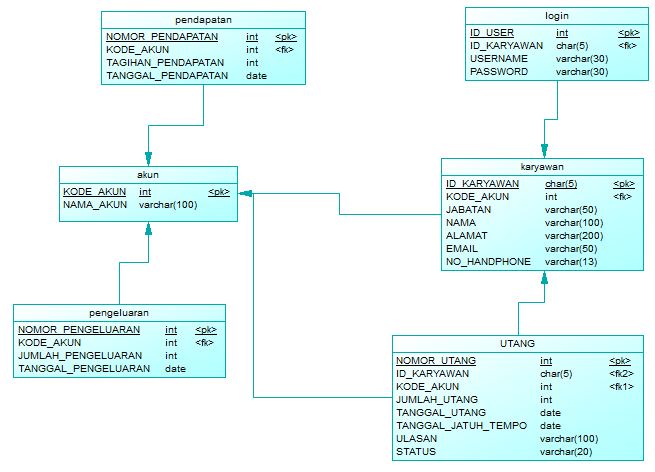 pendapatan
NOMOR_PENDAPATAN int <pk>
KODE_AKUN int <fk>
TAGIHAN_PENDAPATAN int
TANGGAL_PENDAPATAN date
login
ID_USER int <pk>
ID_KARYAWAN char(5) <fk>
USERNAME varchar(30)
PASSWORD varchar(30)
akun
KODE_AKUN int <pk>
NAMA_AKUN varchar(100)
karyawan
ID_KARYAWAN char(5) <pk>
KODE_AKUN int <fk>
JABATAN varchar(50)
NAMA varchar(100)
ALAMAT varchar(200)
EMAIL varchar(50)
NO_HANDPHONE varchar(13)
pengeluaran
NOMOR_PENGELUARAN int <pk>
KODE_AKUN int <fk>
JUMLAH_PENGELUARAN int
TANGGAL_PENGELUARAN date
UTANG
NOMOR_UTANG int <pk>
ID_KARYAWAN char(5) <fk2>
KODE_AKUN int <fk1>
JUMLAH_UTANG int
TANGGAL_UTANG date
TANGGAL_JATUH_TEMPO date
ULASAN varchar(100)
STATUS varchar(20)